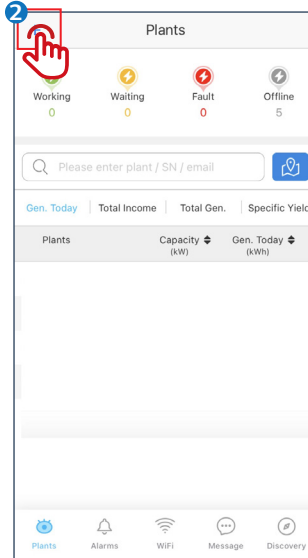 2
Plants
Working
Waiting
Fault
Offline
0
0
0
5
Please enter plant / SN / email
Gen. Today
Total Income
Total Gen.
Specific Yield
Plants
Capacity
Gen. Today
(kW)
(kWh)
Plants
Alarms
WiFi
Message
Discovery